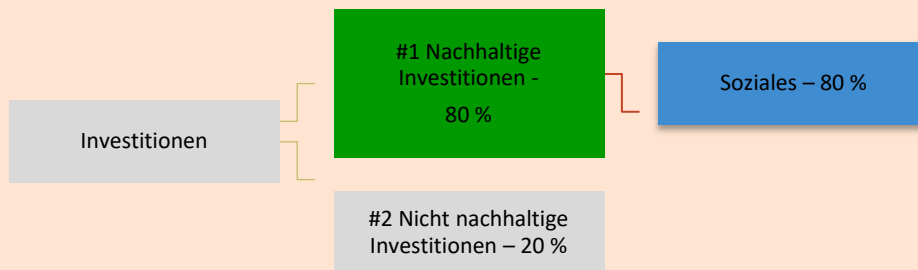 Investitionen
#1 Nachhaltige
Investitionen -
80 %
#2 Nicht nachhaltige
Investitionen – 20 %
Soziales – 80 %